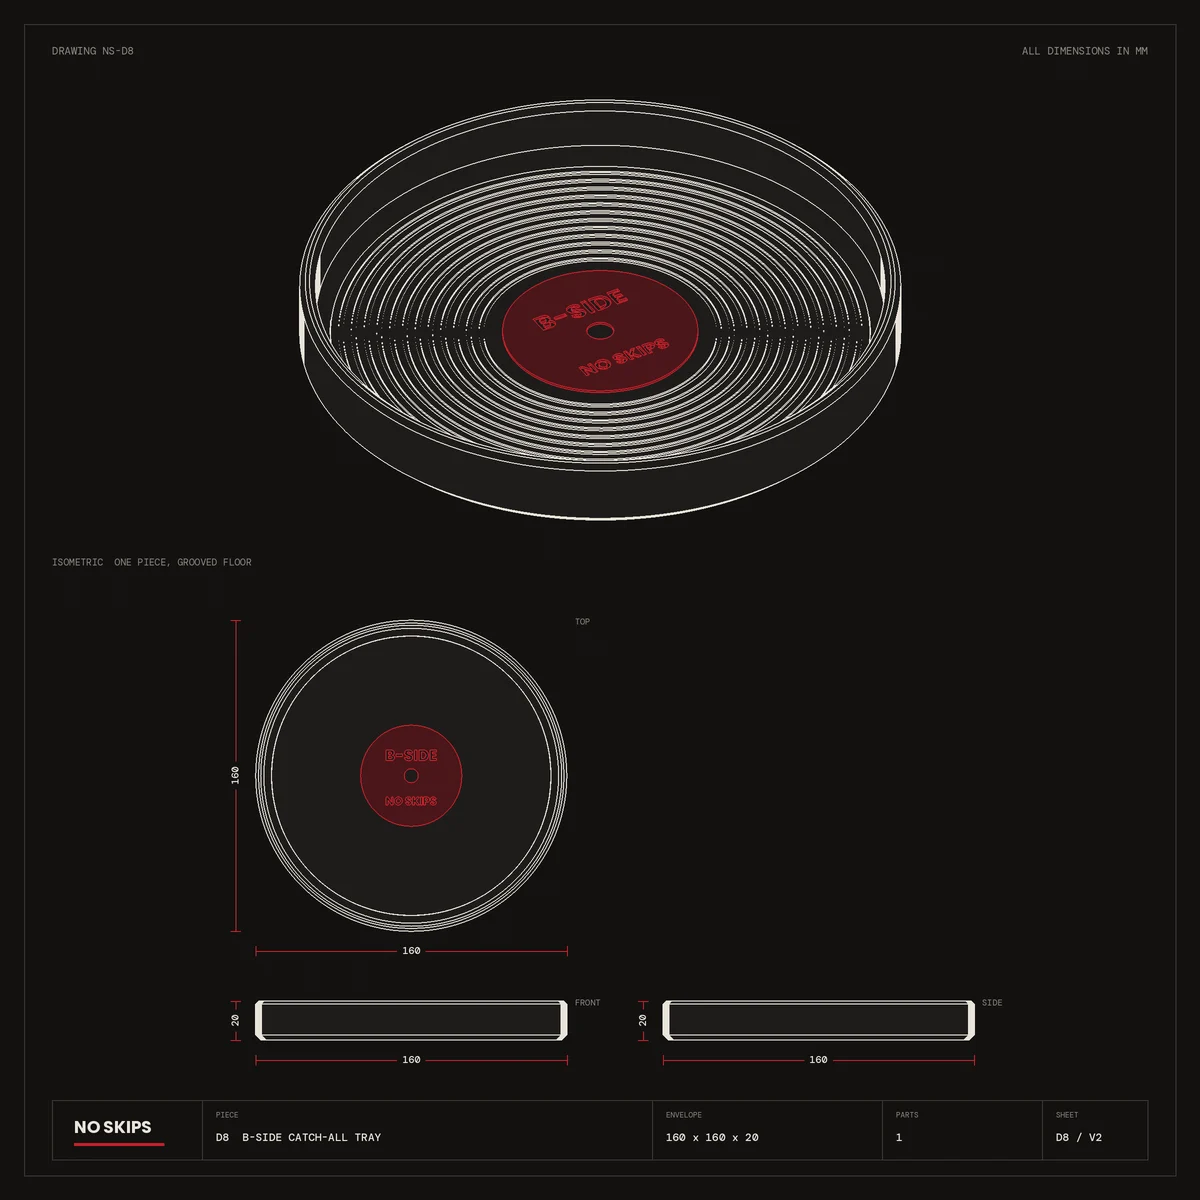 DRAWING NS-D8
ALL DIMENSIONS IN MM
B-SIDE
NO SKIPS
ISOMETRIC  ONE PIECE, GROOVED FLOOR
TOP
160
B-SIDE
NO SKIPS
160
20
FRONT
20
SIDE
160
160
NO SKIPS
PIECE
D8  B-SIDE CATCH-ALL TRAY
ENVELOPE
160 x 160 x 20
PARTS
1
SHEET
D8 / V2